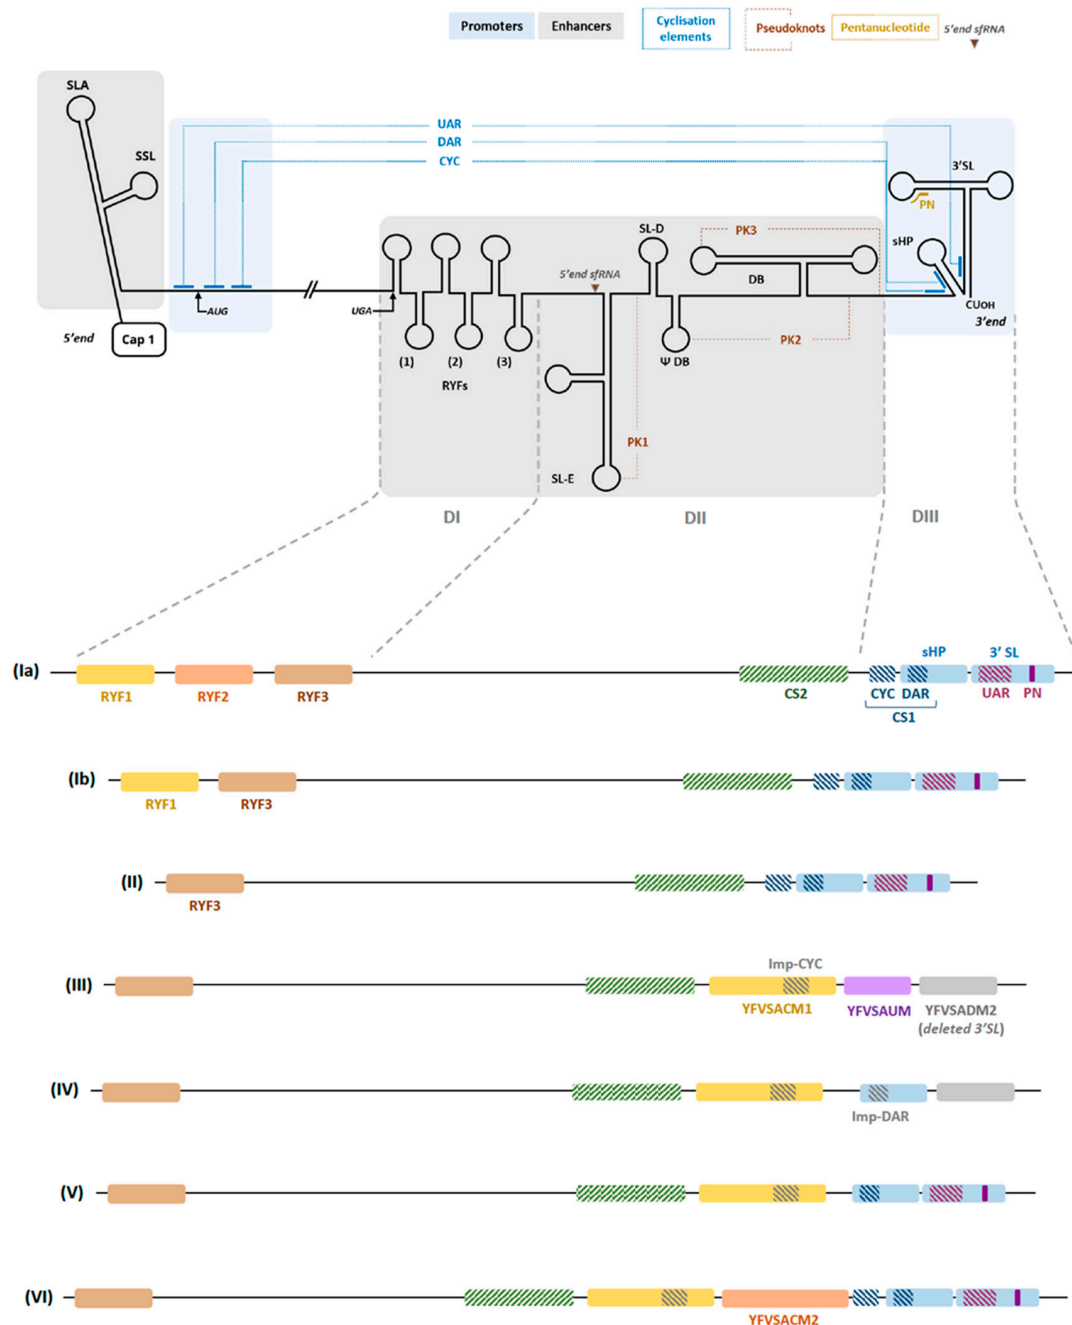 Promoters Enhancers Cyclisation elements Pseudoknots Pentanucleotide 5'end sfRNA
SLA
SSL
UAR
DAR
CYC
3'SL
PN
sHP
SL-D
PK3
5'end sfRNA
DB
AUG
UGA
CU OH
3'end
5'end
Cap 1
(1) (2) (3)
RYFs
Ψ DB
PK2
PK1
SL-E
DI DII DIII
(Ia)
sHP 3' SL
RYF1 RYF2 RYF3 CS2 CYC DAR UAR PN
CS1
(Ib)
RYF1 RYF3
(II)
RYF3
Imp-CYC
(III)
YFVSACM1 YFVSAUM YFVSADM2
(deleted 3'SL)
(IV)
Imp-DAR
(V)
(VI)
YFVSACM2